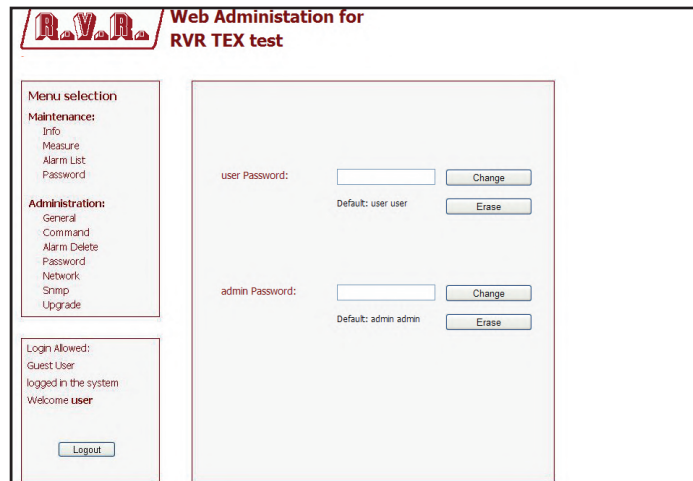 R.V.R.
Web Administation for
RVR TEX test
Menu selection
Maintenance:
Info
Measure
Alarm List
Password
Administration:
General
Command
Alarm Delete
Password
Network
Snmp
Upgrade
Login Allowed:
Guest User
logged in the system
Welcome user
Logout
user Password:
Change
Default: user user
Erase
admin Password:
Change
Default: admin admin
Erase